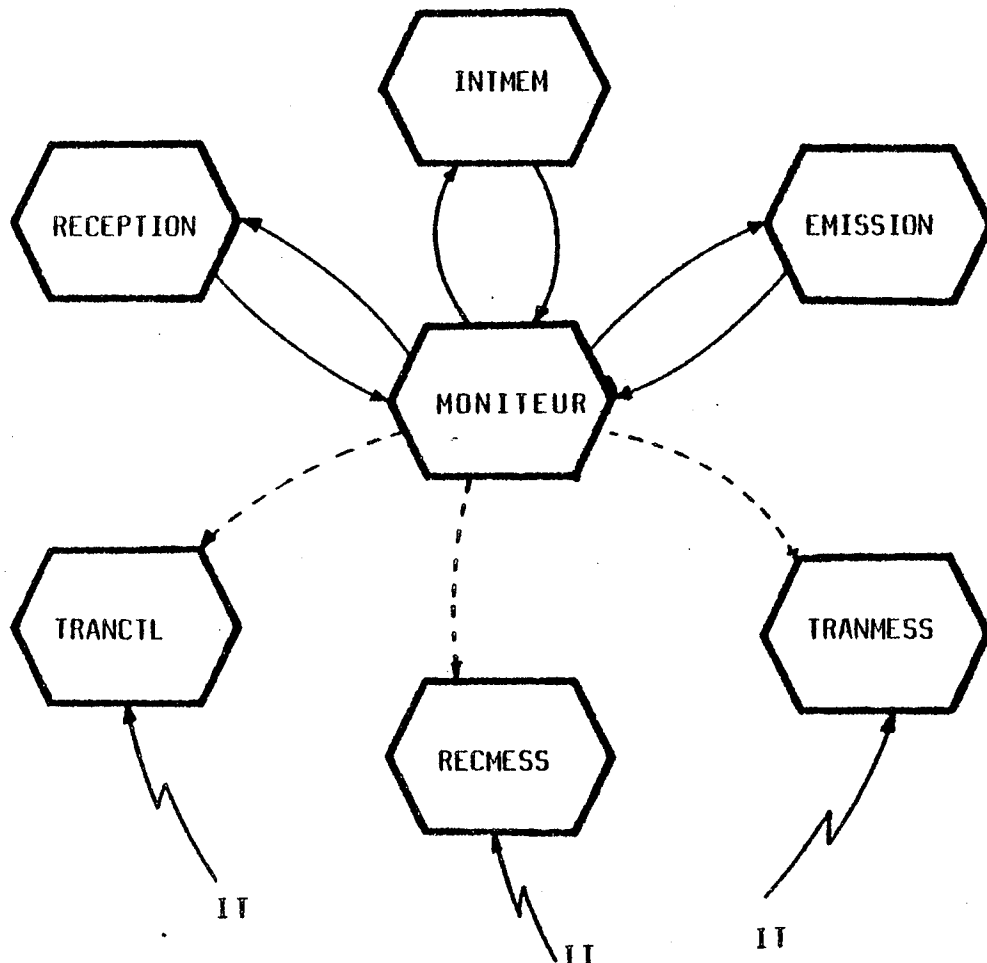 INTMEM
RECEPTION
EMISSION
MONITEUR
TRANCTL
TRANMESS
RECMESS
IT
IT
IT